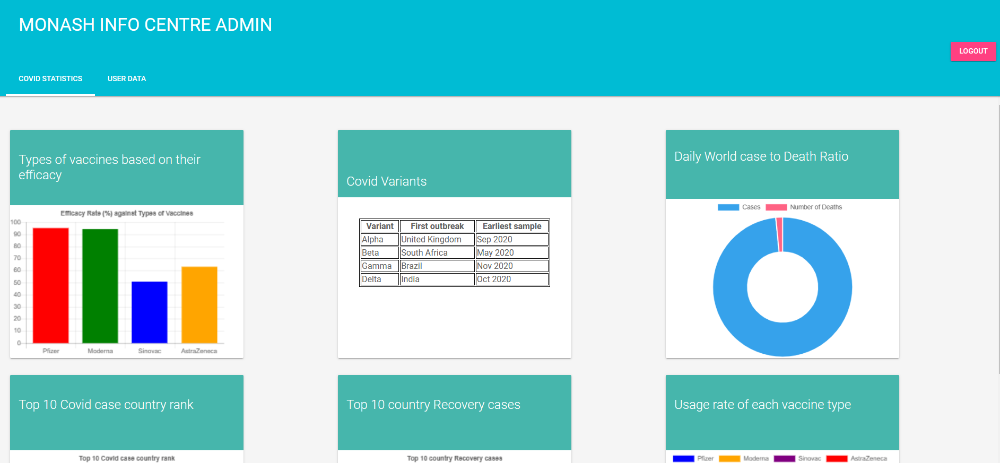 MONASH INFO CENTRE ADMIN
LOGOUT
COVID STATISTICS USER DATA
Types of vaccines based on their
efficacy
Efficacy Rate (%) against Types of Vaccines
100
90
80
70
60
50
40
30
20
10
0
Pfizer Moderna Sinovac AstraZeneca
Covid Variants
Variant First outbreak Earliest sample
Alpha United Kingdom Sep 2020
Beta South Africa May 2020
Gamma Brazil Nov 2020
Delta India Oct 2020
Daily World case to Death Ratio
Cases Number of Deaths
Top 10 Covid case country rank
Top 10 Covid case country rank
Top 10 country Recovery cases
Top 10 country Recovery cases
Usage rate of each vaccine type
Pfizer Moderna Sinovac AstraZeneca